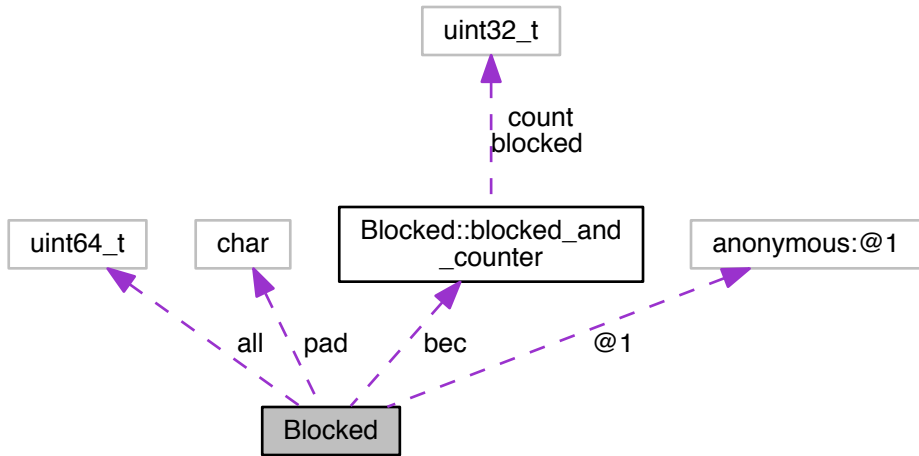 uint32_t
count
blocked
uint64_t
char
Blocked::blocked_and
_counter
anonymous:@1
all
pad
bec
@1
Blocked